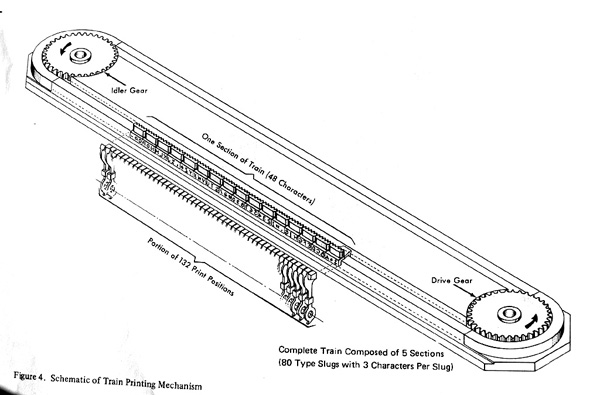 Idler Gear
One Section of Train (48 Characters)
Portion of 132 Print Positions
Drive Gear
Complete Train Composed of 5 Sections
(80 Type Slugs with 3 Characters Per Slug)
Figure 4. Schematic of Train Printing Mechanism